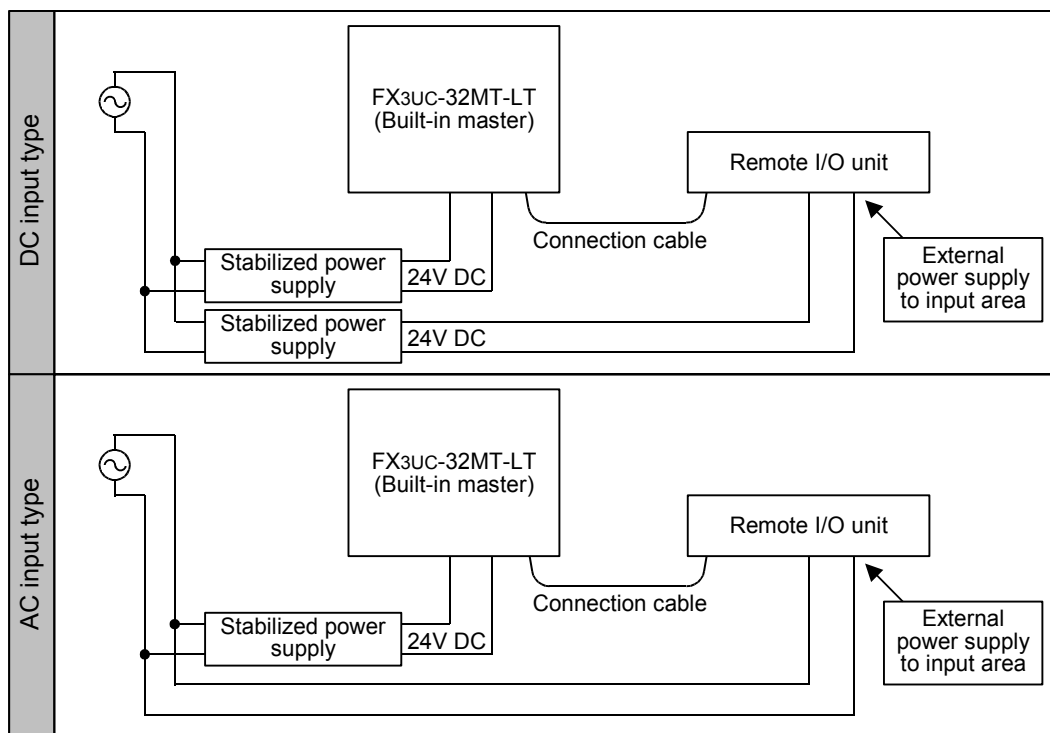 DC input type
FX3UC-32MT-LT
(Built-in master)
Remote I/O unit
Connection cable
External
power supply
to input area
Stabilized power
supply
24V DC
Stabilized power
supply
24V DC
AC input type
FX3UC-32MT-LT
(Built-in master)
Remote I/O unit
Connection cable
External
power supply
to input area
Stabilized power
supply
24V DC